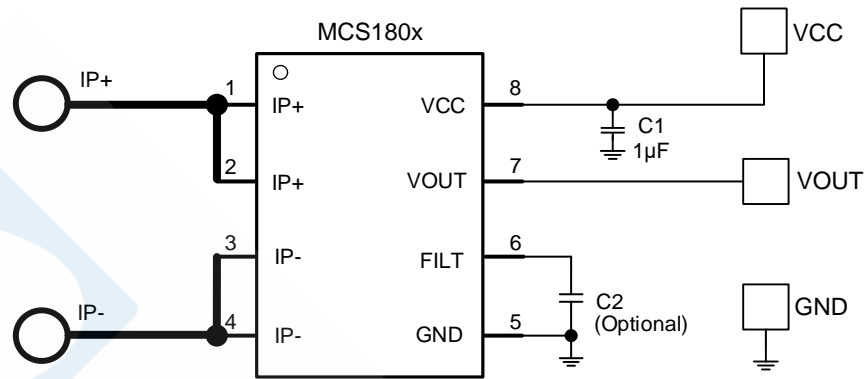 MCS180x
VCC
IP+
1
IP+
VCC
8
C1
1µF
2
IP+
VOUT
7
VOUT
3
IP-
FILT
6
C2
(Optional)
GND
IP-
4
IP-
GND
5